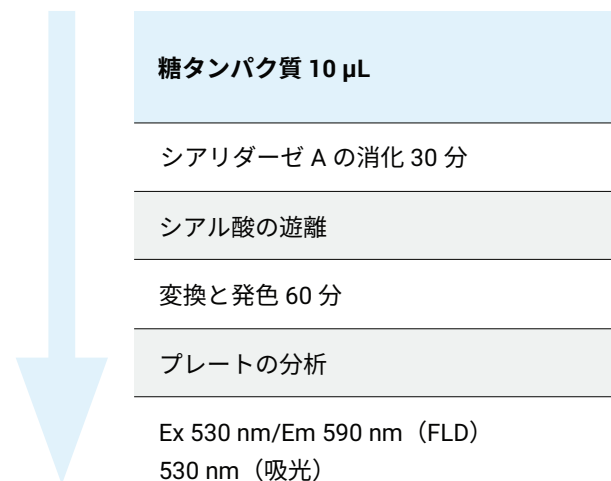 糖タンパク質 10 µL
シアリダーゼ A の消化 30 分
シアル酸の遊離
変換と発色 60 分
プレートの分析
Ex 530 nm/Em 590 nm（FLD）
530 nm（吸光）